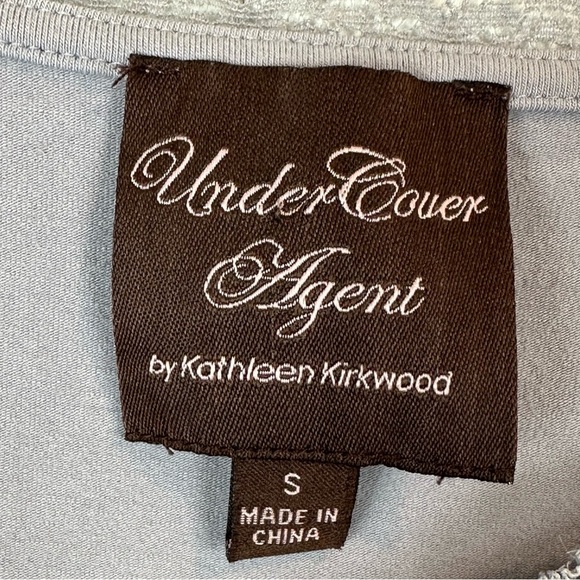 UnderCover
Agent
by Kathleen Kirkwood
S
MADE IN
CHINA